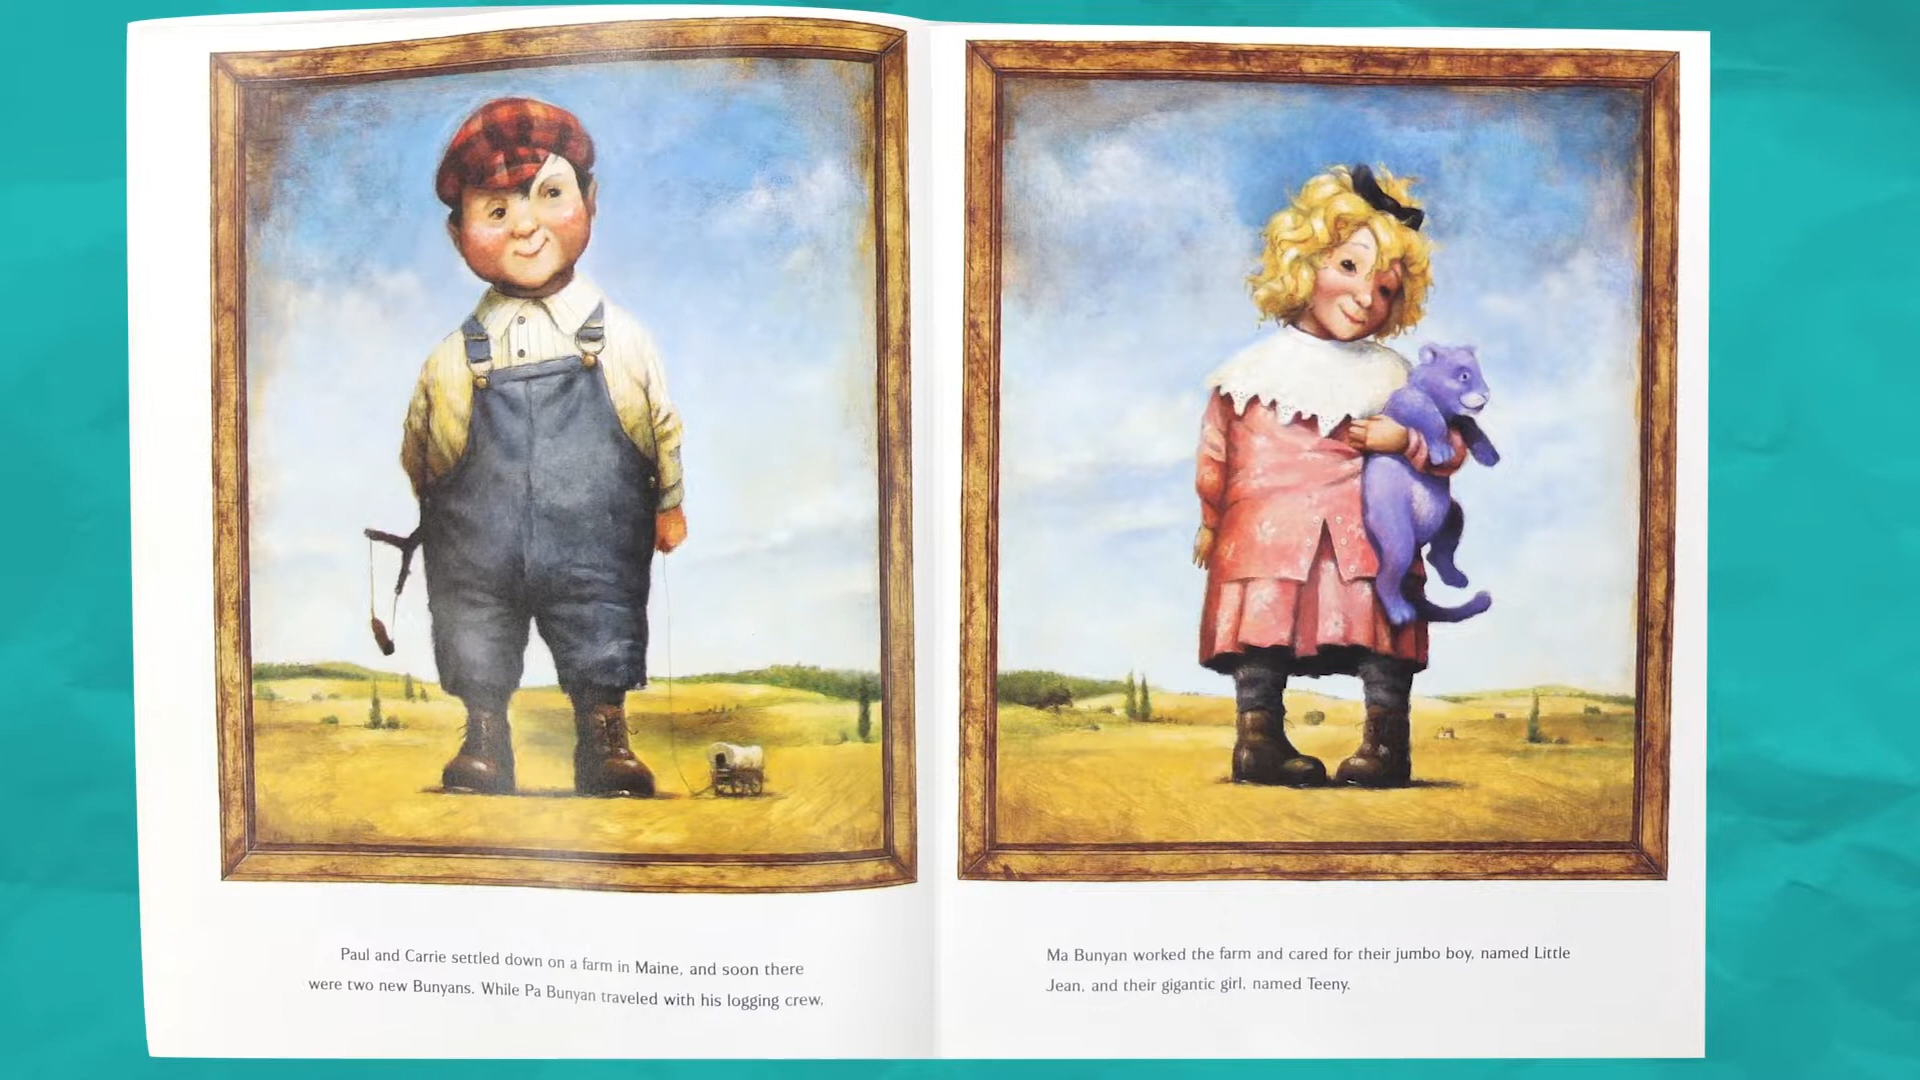 Paul and Carrie settled down on a farm in Maine, and soon there
were two new Bunyans. While Pa Bunyan traveled with his logging crew,
Ma Bunyan worked the farm and cared for their jumbo boy, named Little
Jean, and their gigantic girl, named Teeny.